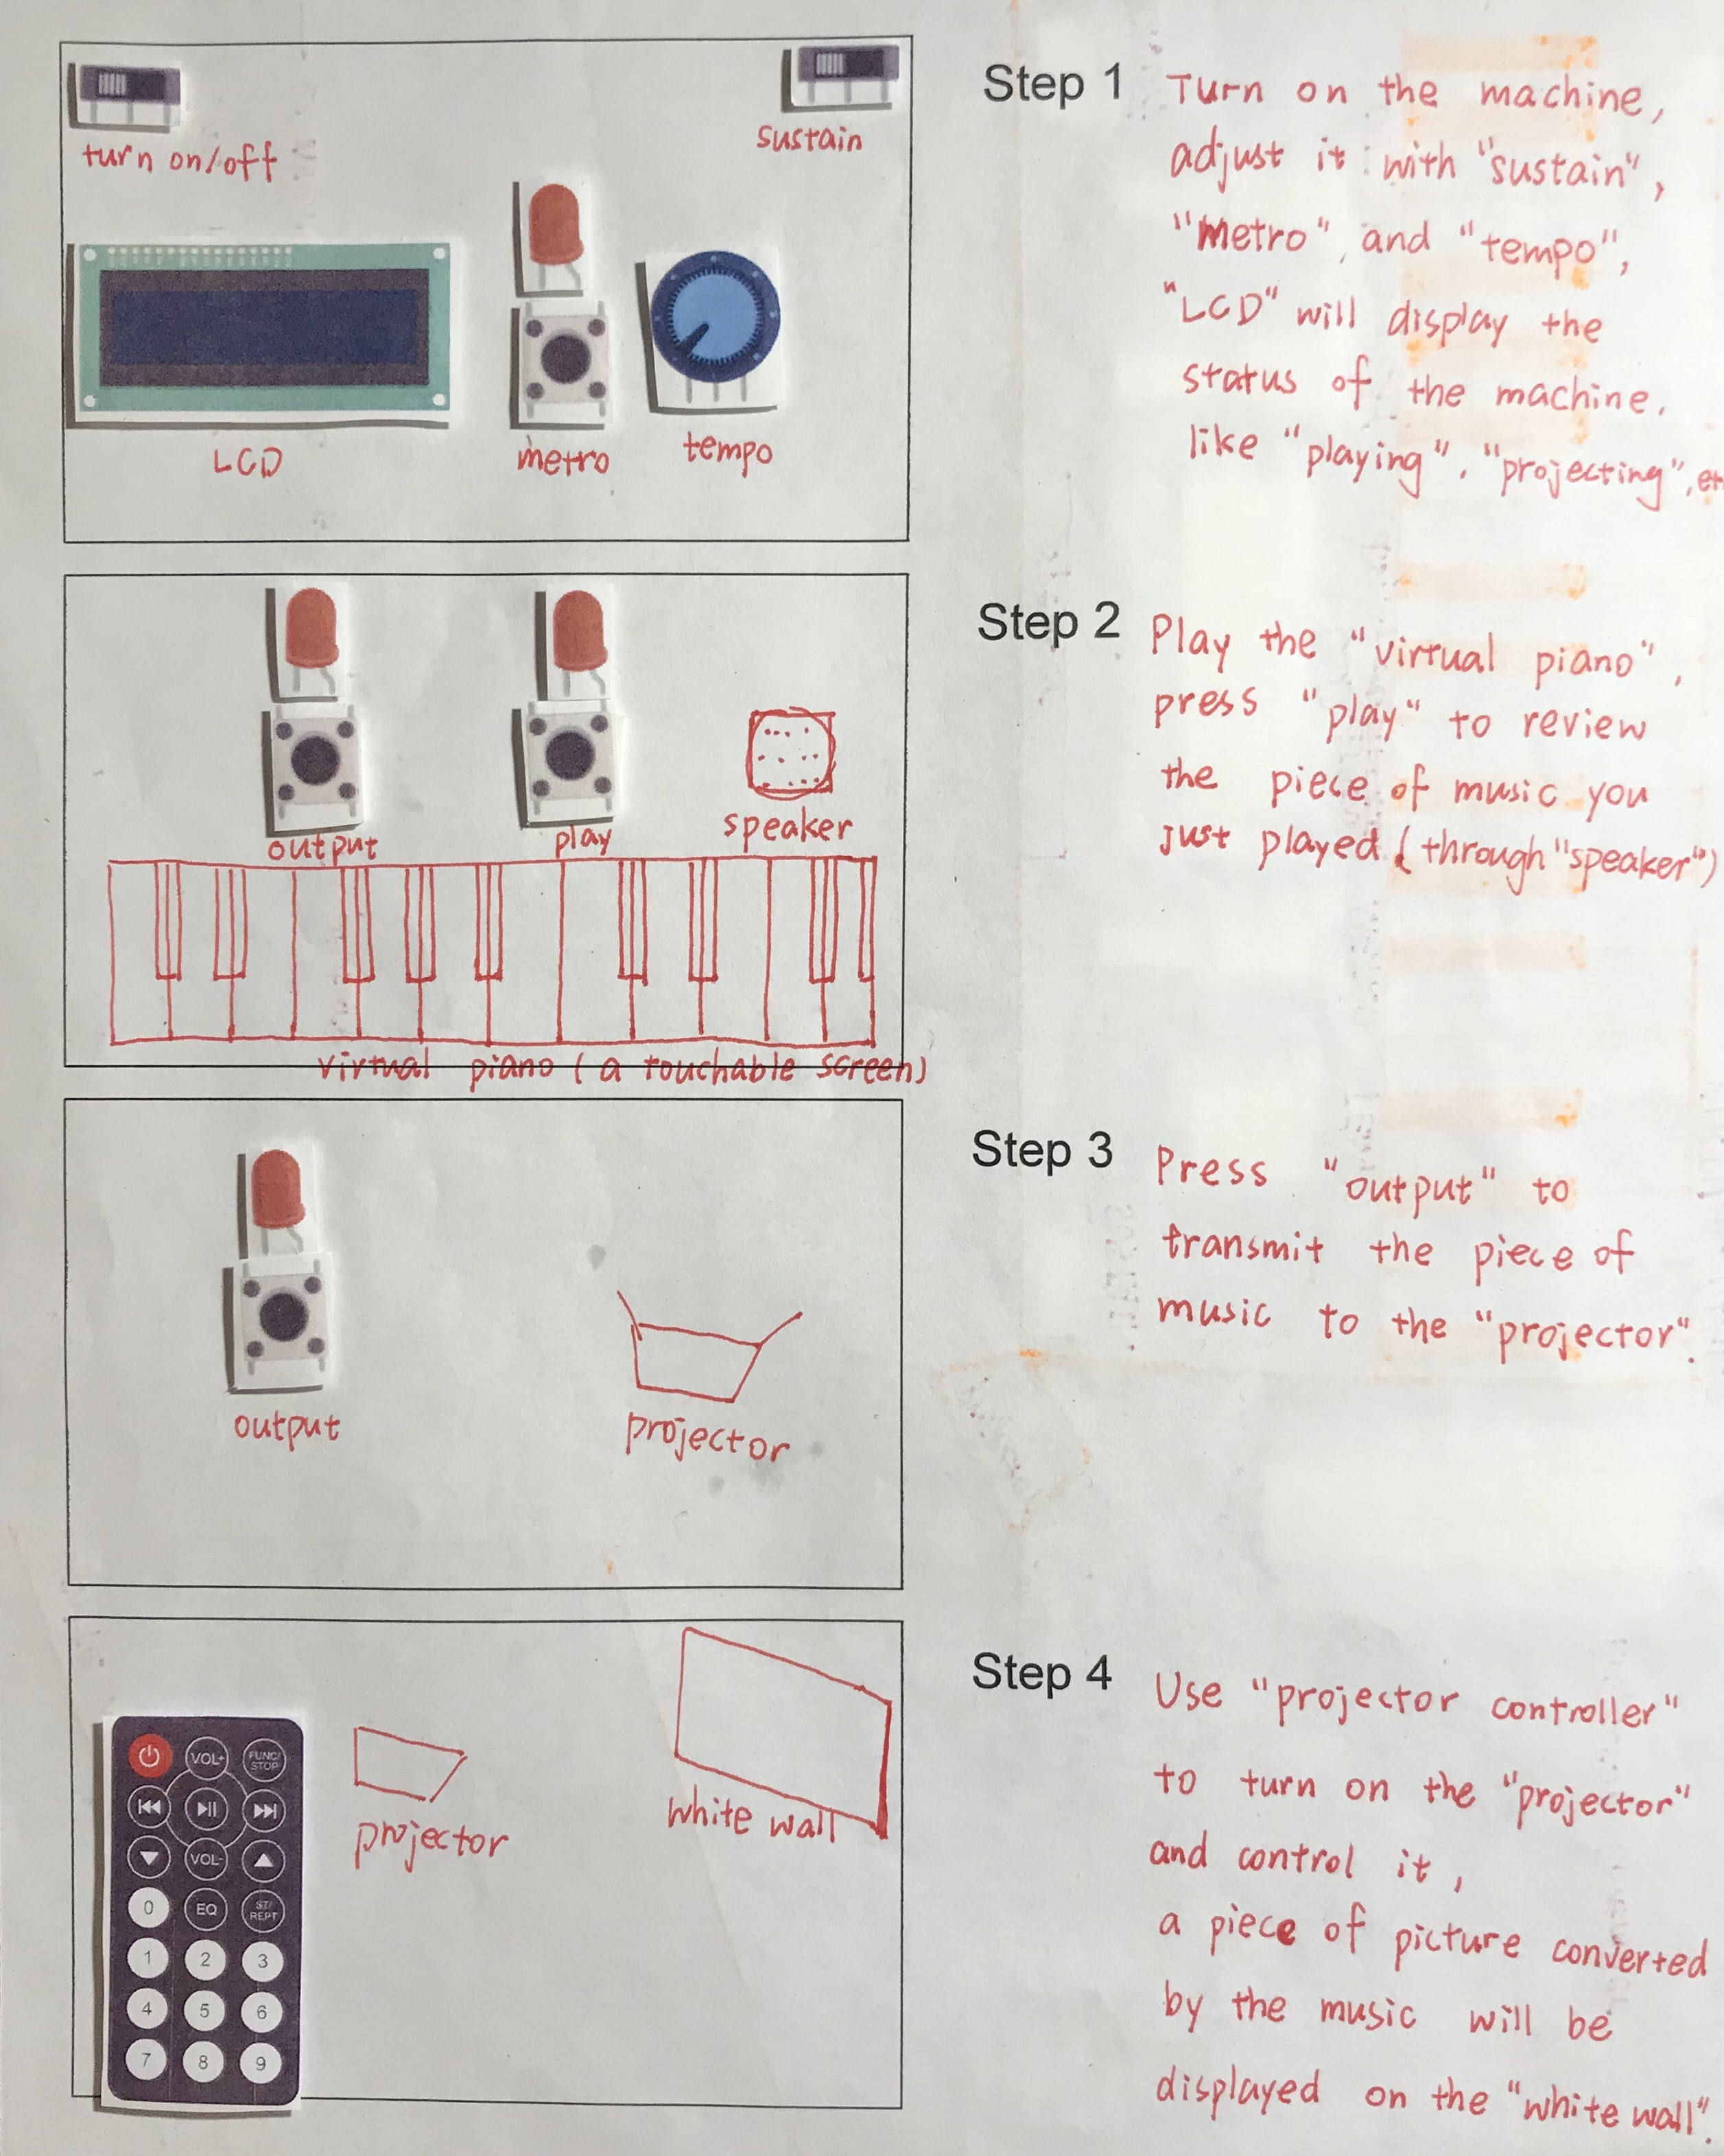 turn on/off
sustain
LCD
metro
tempo
Step 1
Turn on the machine,
adjust it with "sustain",
"metro", and "tempo",
"LCD" will display the
status of the machine,
like "playing", "projecting",
output
play
speaker
virtual piano (a touchable screen)
Step 2
Play the "virtual piano",
press "play" to review
the piece of music you
just played (through "speaker")
output
projector
Step 3
Press "output" to
transmit the piece of
music to the "projector".
VOL+
FUNC/
STOP
VOL-
0
EQ
ST/
REPT
1 2 3
4 5 6
7 8 9
projector
white wall
Step 4
Use "projector controller"
to turn on the "projector"
and control it,
a piece of picture converted
by the music will be
displayed on the "white wall".